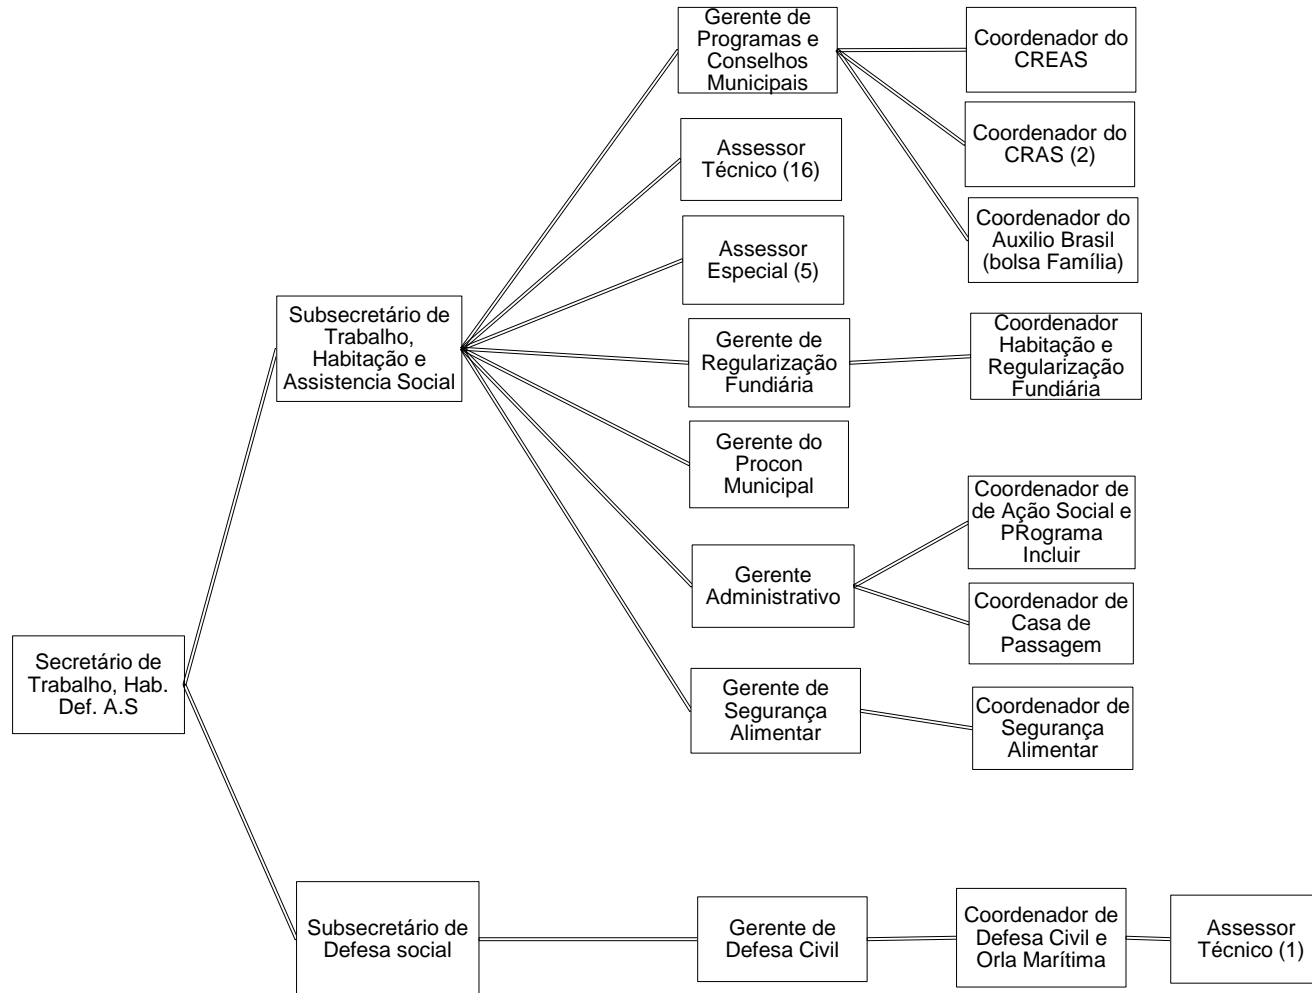 Gerente de
Programas e
Conselhos
Municipais
Coordenador do
CREAS
Assessor
Técnico (16)
Coordenador do
CRAS (2)
Assessor
Especial (5)
Coordenador do
Auxilio Brasil
(bolsa Família)
Subsecretário de
Trabalho,
Habitação e
Assistencia Social
Gerente de
Regularização
Fundiária
Coordenador
Habitação e
Regularização
Fundiária
Gerente do
Procon
Municipal
Coordenador de
de Ação Social e
PRograma
Incluir
Gerente
Administrativo
Coordenador de
Casa de
Passagem
Secretário de
Trabalho, Hab.
Def. A.S
Gerente de
Segurança
Alimentar
Coordenador de
Segurança
Alimentar
Subsecretário de
Defesa social
Gerente de
Defesa Civil
Coordenador de
Defesa Civil e
Orla Marítima
Assessor
Técnico (1)